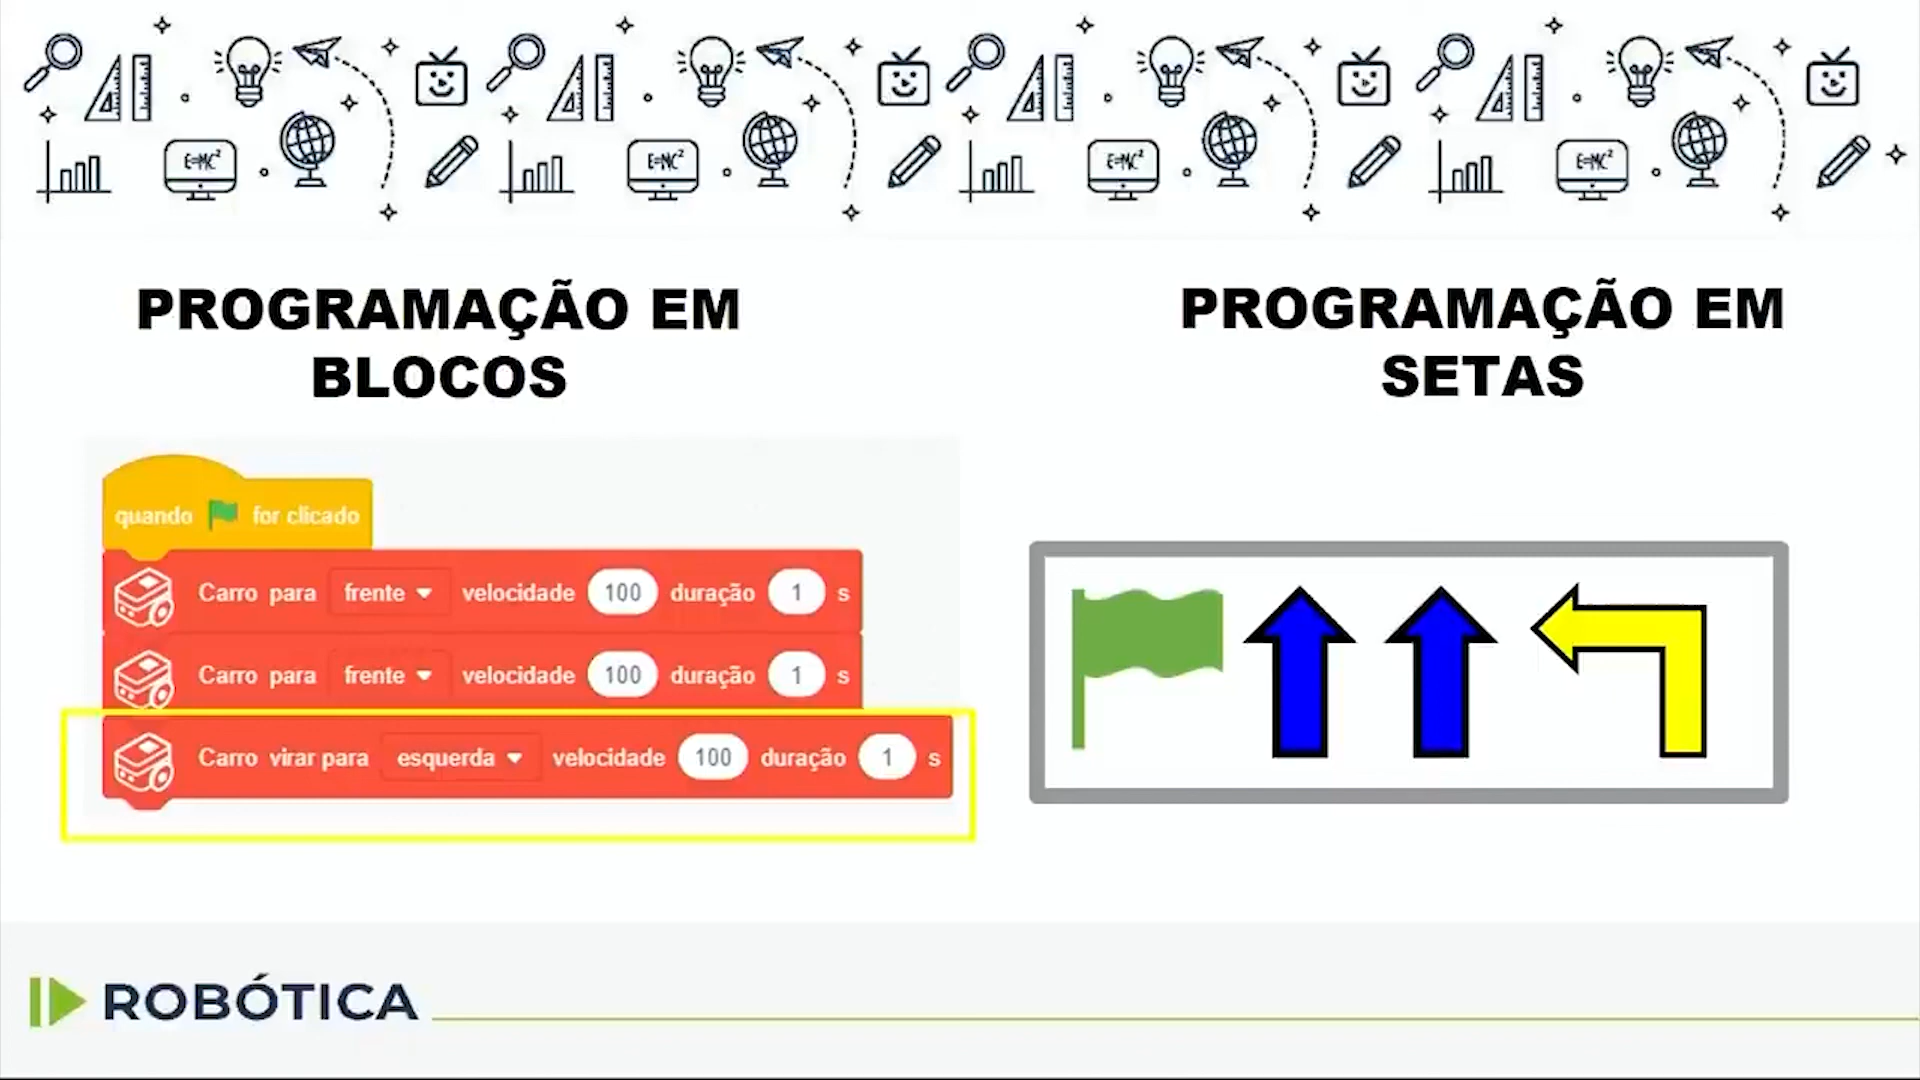 E=MC²
E=MC²
E=MC²
E=MC²
PROGRAMAÇÃO EM
BLOCOS
PROGRAMAÇÃO EM
SETAS
quando for clicado
Carro para frente velocidade 100 duração 1 s
Carro para frente velocidade 100 duração 1 s
Carro virar para esquerda velocidade 100 duração 1 s
ROBÓTICA